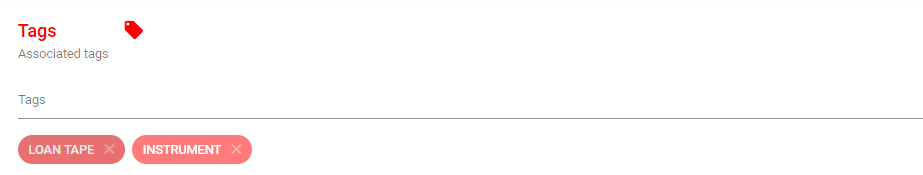 Tags
Associated tags
Tags
LOAN TAPE × INSTRUMENT ×